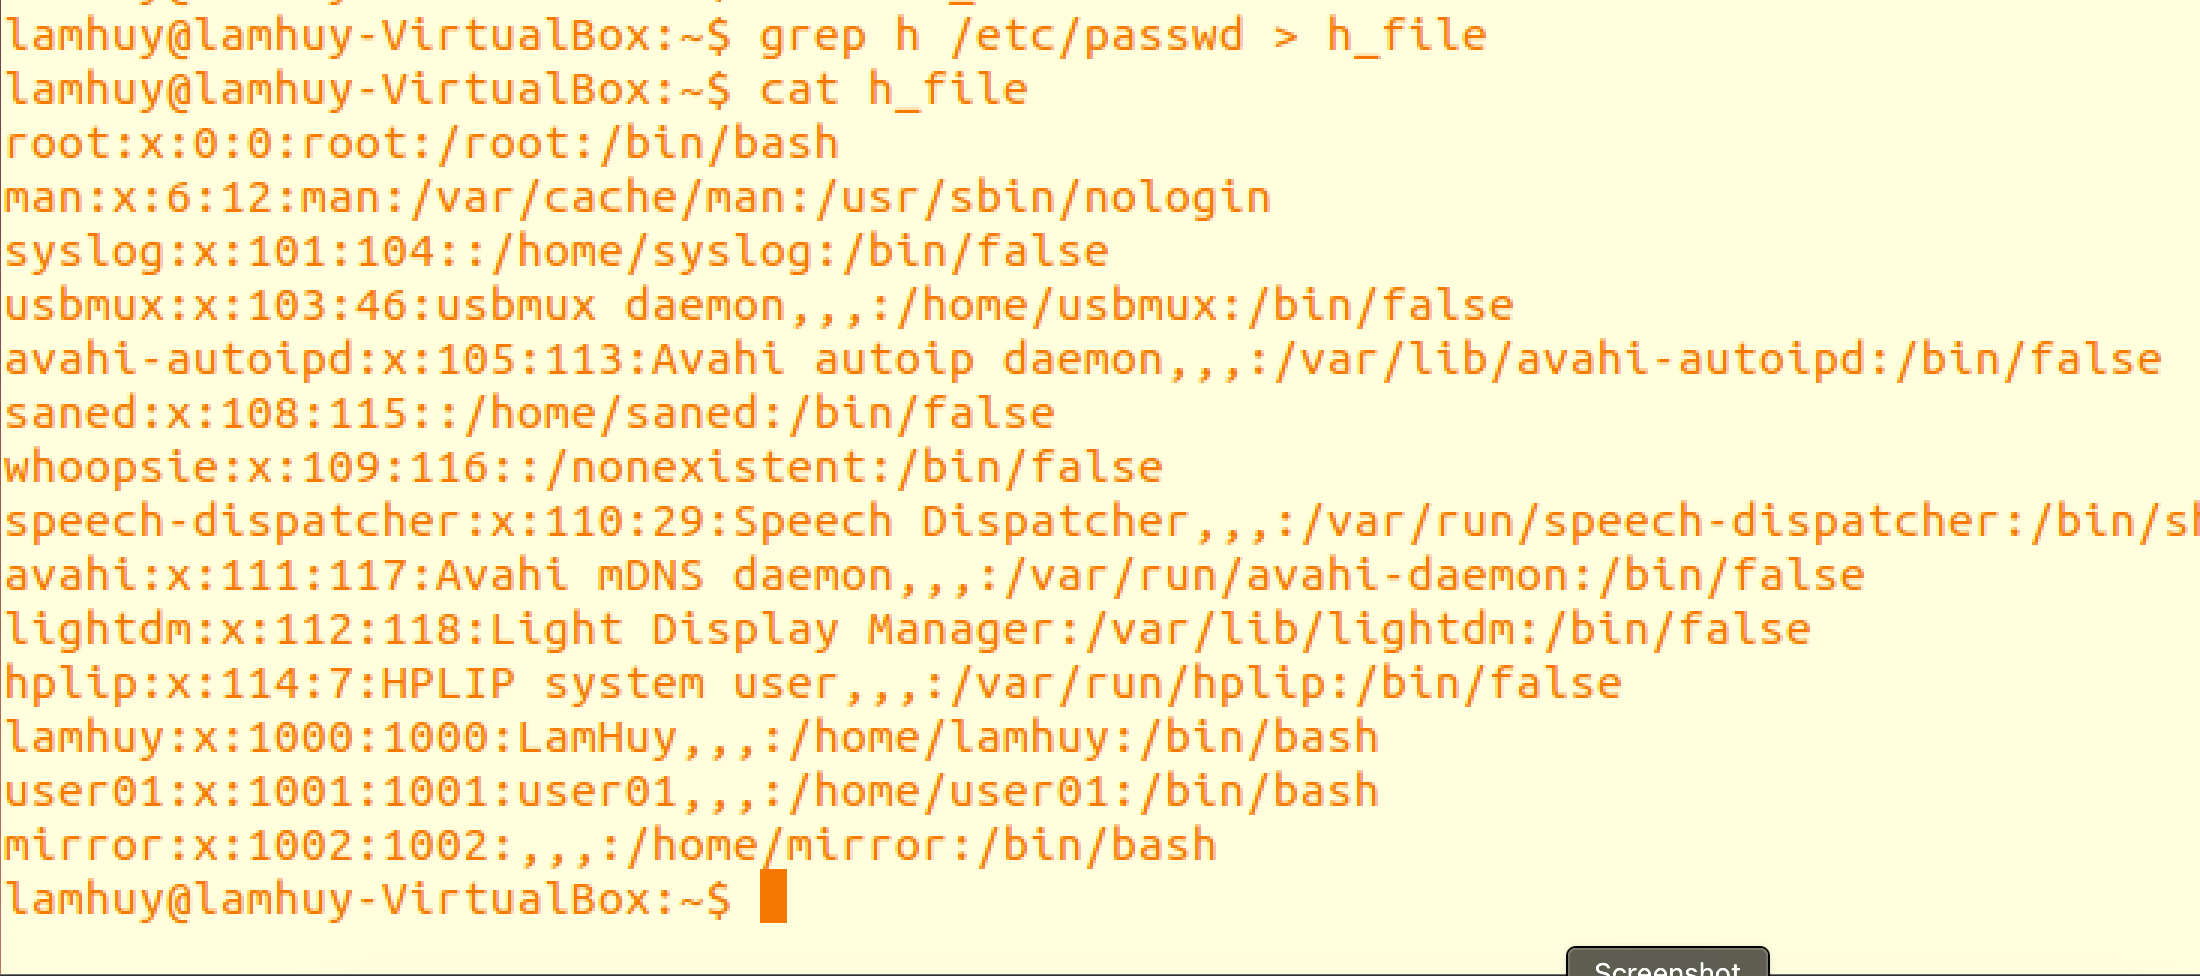 lamhuy@lamhuy-VirtualBox:~$ grep h /etc/passwd > h_file
lamhuy@lamhuy-VirtualBox:~$ cat h_file
root:x:0:0:root:/root:/bin/bash
man:x:6:12:man:/var/cache/man:/usr/sbin/nologin
syslog:x:101:104::/home/syslog:/bin/false
usbmux:x:103:46:usbmux daemon,,,:/home/usbmux:/bin/false
avahi-autoipd:x:105:113:Avahi autoip daemon,,,:/var/lib/avahi-autoipd:/bin/false
saned:x:108:115::/home/saned:/bin/false
whoopsie:x:109:116::/nonexistent:/bin/false
speech-dispatcher:x:110:29:Speech Dispatcher,,,:/var/run/speech-dispatcher:/bin/sh
avahi:x:111:117:Avahi mDNS daemon,,,:/var/run/avahi-daemon:/bin/false
lightdm:x:112:118:Light Display Manager:/var/lib/lightdm:/bin/false
hplip:x:114:7:HPLIP system user,,,:/var/run/hplip:/bin/false
lamhuy:x:1000:1000:LamHuy,,,:/home/lamhuy:/bin/bash
user01:x:1001:1001:user01,,,:/home/user01:/bin/bash
mirror:x:1002:1002:,,,:/home/mirror:/bin/bash
lamhuy@lamhuy-VirtualBox:~$
Screenshot